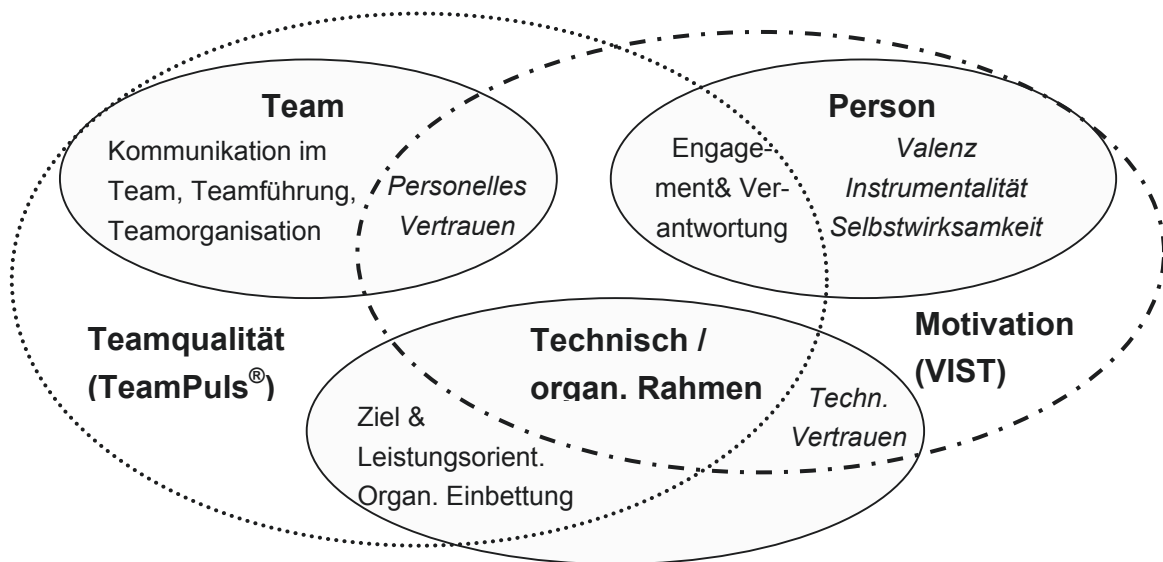 Team
Kommunikation im
Team, Teamführung,
Teamorganisation
Personelles
Vertrauen
Person
Engage-
ment& Ver-
antwortung
Valenz
Instrumentalität
Selbstwirksamkeit
Teamqualität
(TeamPuls®)
Technisch /
organ. Rahmen
Motivation
(VIST)
Ziel &
Leistungsorient.
Organ. Einbettung
Techn.
Vertrauen